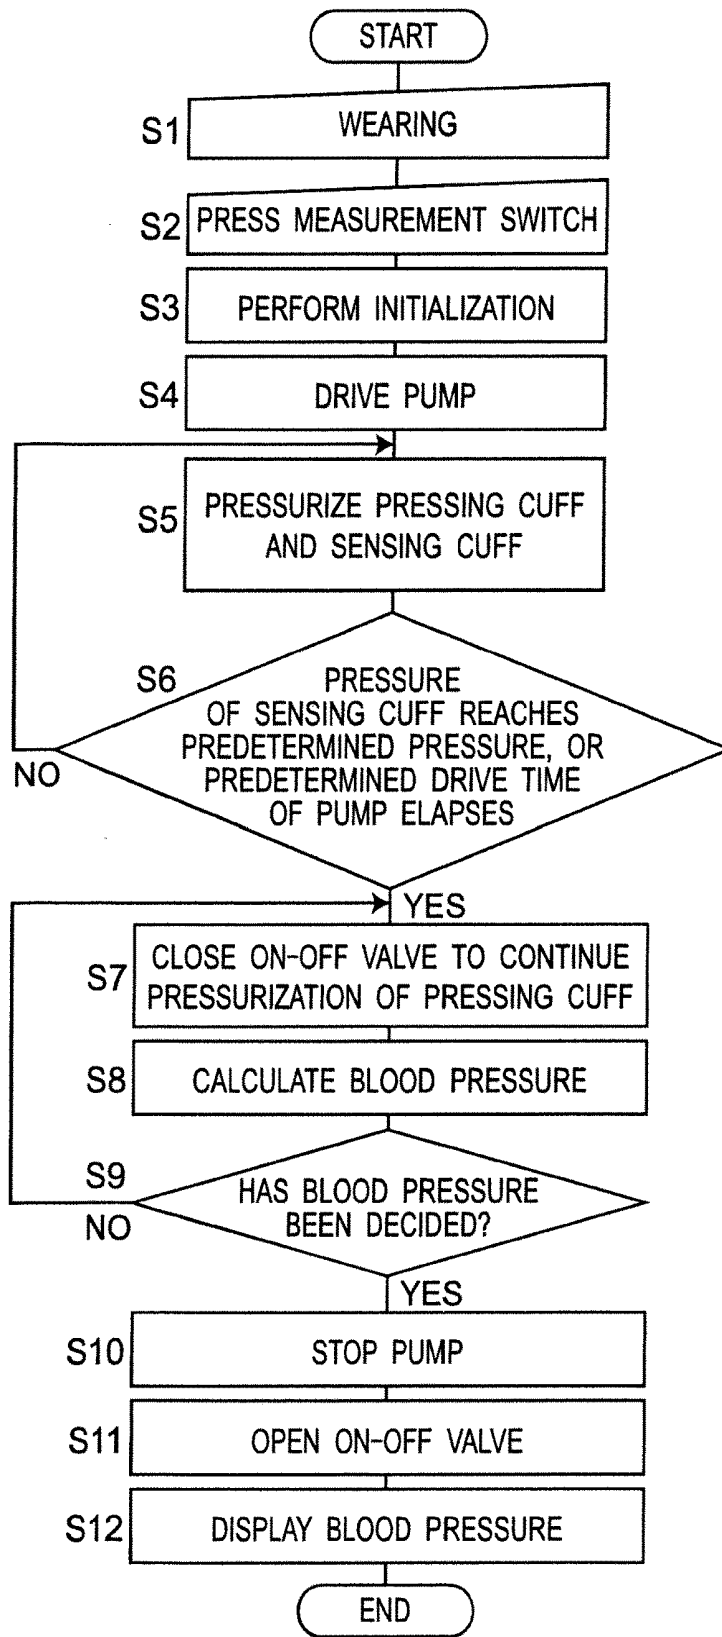 START
S1
WEARING
S2
PRESS MEASUREMENT SWITCH
S3
PERFORM INITIALIZATION
S4
DRIVE PUMP
S5
PRESSURIZE PRESSING CUFF
AND SENSING CUFF
S6
PRESSURE
OF SENSING CUFF REACHES
PREDETERMINED PRESSURE, OR
PREDETERMINED DRIVE TIME
OF PUMP ELAPSES
NO
YES
S7
CLOSE ON-OFF VALVE TO CONTINUE
PRESSURIZATION OF PRESSING CUFF
S8
CALCULATE BLOOD PRESSURE
S9
HAS BLOOD PRESSURE
BEEN DECIDED?
NO
YES
S10
STOP PUMP
S11
OPEN ON-OFF VALVE
S12
DISPLAY BLOOD PRESSURE
END